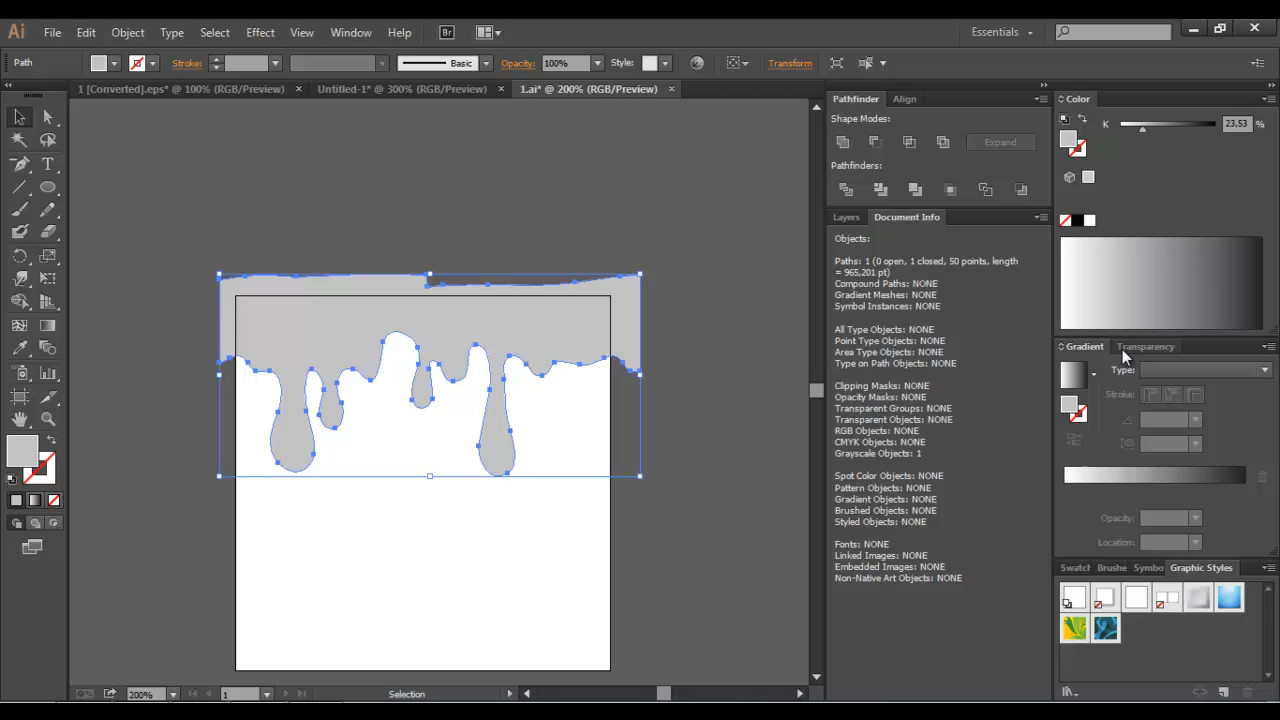 Ai File Edit Object Type Select Effect View Window Help Br Essentials
Path Stroke: Basic Opacity: 100% Style: Transform
1 [Converted].eps* @ 100% (RGB/Preview) × Untitled-1* @ 300% (RGB/Preview) × 1.ai* @ 200% (RGB/Preview) ×
Pathfinder Align
Shape Modes:
Expand
Pathfinders:
Layers Document Info
Objects:
Paths: 1 (0 open, 1 closed, 50 points, length
= 965,201 pt)
Compound Paths: NONE
Gradient Meshes: NONE
Symbol Instances: NONE
All Type Objects: NONE
Point Type Objects: NONE
Area Type Objects: NONE
Type on Path Objects: NONE
Clipping Masks: NONE
Opacity Masks: NONE
Transparent Groups: NONE
Transparent Objects: NONE
RGB Objects: NONE
CMYK Objects: NONE
Grayscale Objects: 1
Spot Color Objects: NONE
Pattern Objects: NONE
Gradient Objects: NONE
Brushed Objects: NONE
Styled Objects: NONE
Fonts: NONE
Linked Images: NONE
Embedded Images: NONE
Non-Native Art Objects: NONE
Color
K 23,53 %
Gradient Transparency
Type:
Stroke:
Opacity:
Location:
Swatch Brushe Symbo Graphic Styles
200% 1 Selection